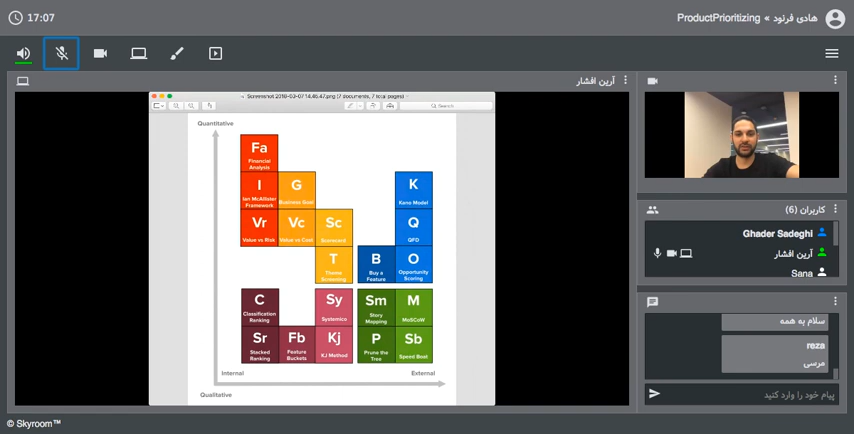 17:07
هادی فرنود » ProductPrioritizing
آرین افشار
Screenshot 2018-03-07 14.46.47.png (7 documents, 7 total pages)
Search
Quantitative
Fa
Financial
Analysis
I
Ian McAllister
Framework
G
Business Goal
K
Kano Model
Vr
Value vs Risk
Vc
Value vs Cost
Sc
Scorecard
Q
QFD
T
Theme
Screening
B
Buy a
Feature
O
Opportunity
Scoring
C
Classification
Ranking
Sy
Systemico
Sm
Story
Mapping
M
MoSCoW
Sr
Stacked
Ranking
Fb
Feature
Buckets
Kj
KJ Method
P
Prune the
Tree
Sb
Speed Boat
Internal
External
Qualitative
کاربران (6)
Ghader Sadeghi
آرین افشار
Sana
سلام به همه
reza
مرسی
پیام خود را وارد کنید
© Skyroom™